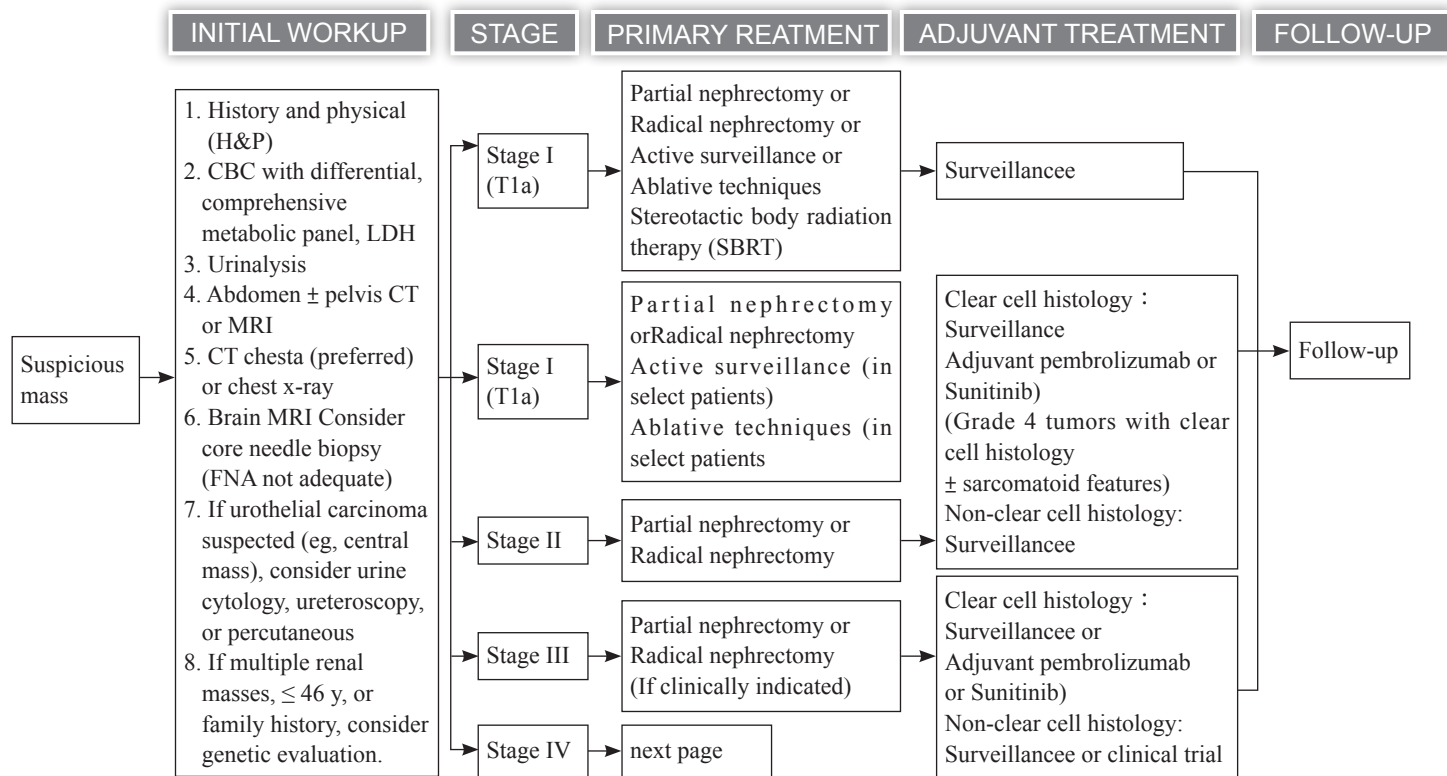 INITIAL WORKUP
STAGE
PRIMARY REATMENT
ADJUVANT TREATMENT
FOLLOW-UP
Suspicious
mass
1. History and physical
(H&P)
2. CBC with differential,
comprehensive
metabolic panel, LDH
3. Urinalysis
4. Abdomen ± pelvis CT
or MRI
5. CT chesta (preferred)
or chest x-ray
6. Brain MRI Consider
core needle biopsy
(FNA not adequate)
7. If urothelial carcinoma
suspected (eg, central
mass), consider urine
cytology, ureteroscopy,
or percutaneous
8. If multiple renal
masses, ≤ 46 y, or
family history, consider
genetic evaluation.
Stage I
(T1a)
Partial nephrectomy or
Radical nephrectomy or
Active surveillance or
Ablative techniques
Stereotactic body radiation
therapy (SBRT)
Surveillancee
Stage I
(T1a)
Partial nephrectomy
orRadical nephrectomy
Active surveillance (in
select patients)
Ablative techniques (in
select patients
Stage II
Partial nephrectomy or
Radical nephrectomy
Clear cell histology：
Surveillance
Adjuvant pembrolizumab or
Sunitinib)
(Grade 4 tumors with clear
cell histology
± sarcomatoid features)
Non-clear cell histology:
Surveillancee
Stage III
Partial nephrectomy or
Radical nephrectomy
(If clinically indicated)
Clear cell histology：
Surveillancee or
Adjuvant pembrolizumab
or Sunitinib)
Non-clear cell histology:
Surveillancee or clinical trial
Stage IV
next page
Follow-up